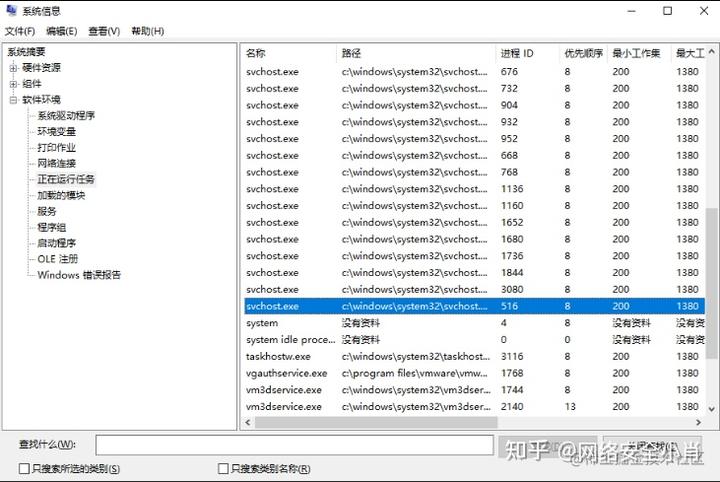 系统信息
文件(F) 编辑(E) 查看(V) 帮助(H)
系统摘要
硬件资源
组件
软件环境
系统驱动程序
环境变量
打印作业
网络连接
正在运行任务
加载的模块
服务
程序组
启动程序
OLE 注册
Windows 错误报告
名称 路径 进程 ID 优先顺序 最小工作集 最大工
svchost.exe c:\windows\system32\svchost.... 676 8 200 1380
svchost.exe c:\windows\system32\svchost.... 732 8 200 1380
svchost.exe c:\windows\system32\svchost.... 904 8 200 1380
svchost.exe c:\windows\system32\svchost.... 932 8 200 1380
svchost.exe c:\windows\system32\svchost.... 952 8 200 1380
svchost.exe c:\windows\system32\svchost.... 668 8 200 1380
svchost.exe c:\windows\system32\svchost.... 768 8 200 1380
svchost.exe c:\windows\system32\svchost.... 1136 8 200 1380
svchost.exe c:\windows\system32\svchost.... 1160 8 200 1380
svchost.exe c:\windows\system32\svchost.... 1652 8 200 1380
svchost.exe c:\windows\system32\svchost.... 1680 8 200 1380
svchost.exe c:\windows\system32\svchost.... 1736 8 200 1380
svchost.exe c:\windows\system32\svchost.... 1844 8 200 1380
svchost.exe c:\windows\system32\svchost.... 3080 8 200 1380
svchost.exe c:\windows\system32\svchost.... 516 8 200 1380
system 没有资料 4 8 没有资料 没有资
system idle proce... 没有资料 0 0 没有资料 没有资
taskhostw.exe c:\windows\system32\taskhost... 3116 8 200 1380
vgauthservice.exe c:\program files\vmware\vmw... 1768 8 200 1380
vm3dservice.exe c:\windows\system32\vm3dser... 1744 8 200 1380
vm3dservice.exe c:\windows\system32\vm3dser... 2140 13 200 1380
查找什么(W):
只搜索所选的类别(S) 只搜索类别名称(R)
知乎 @网络安全小肖